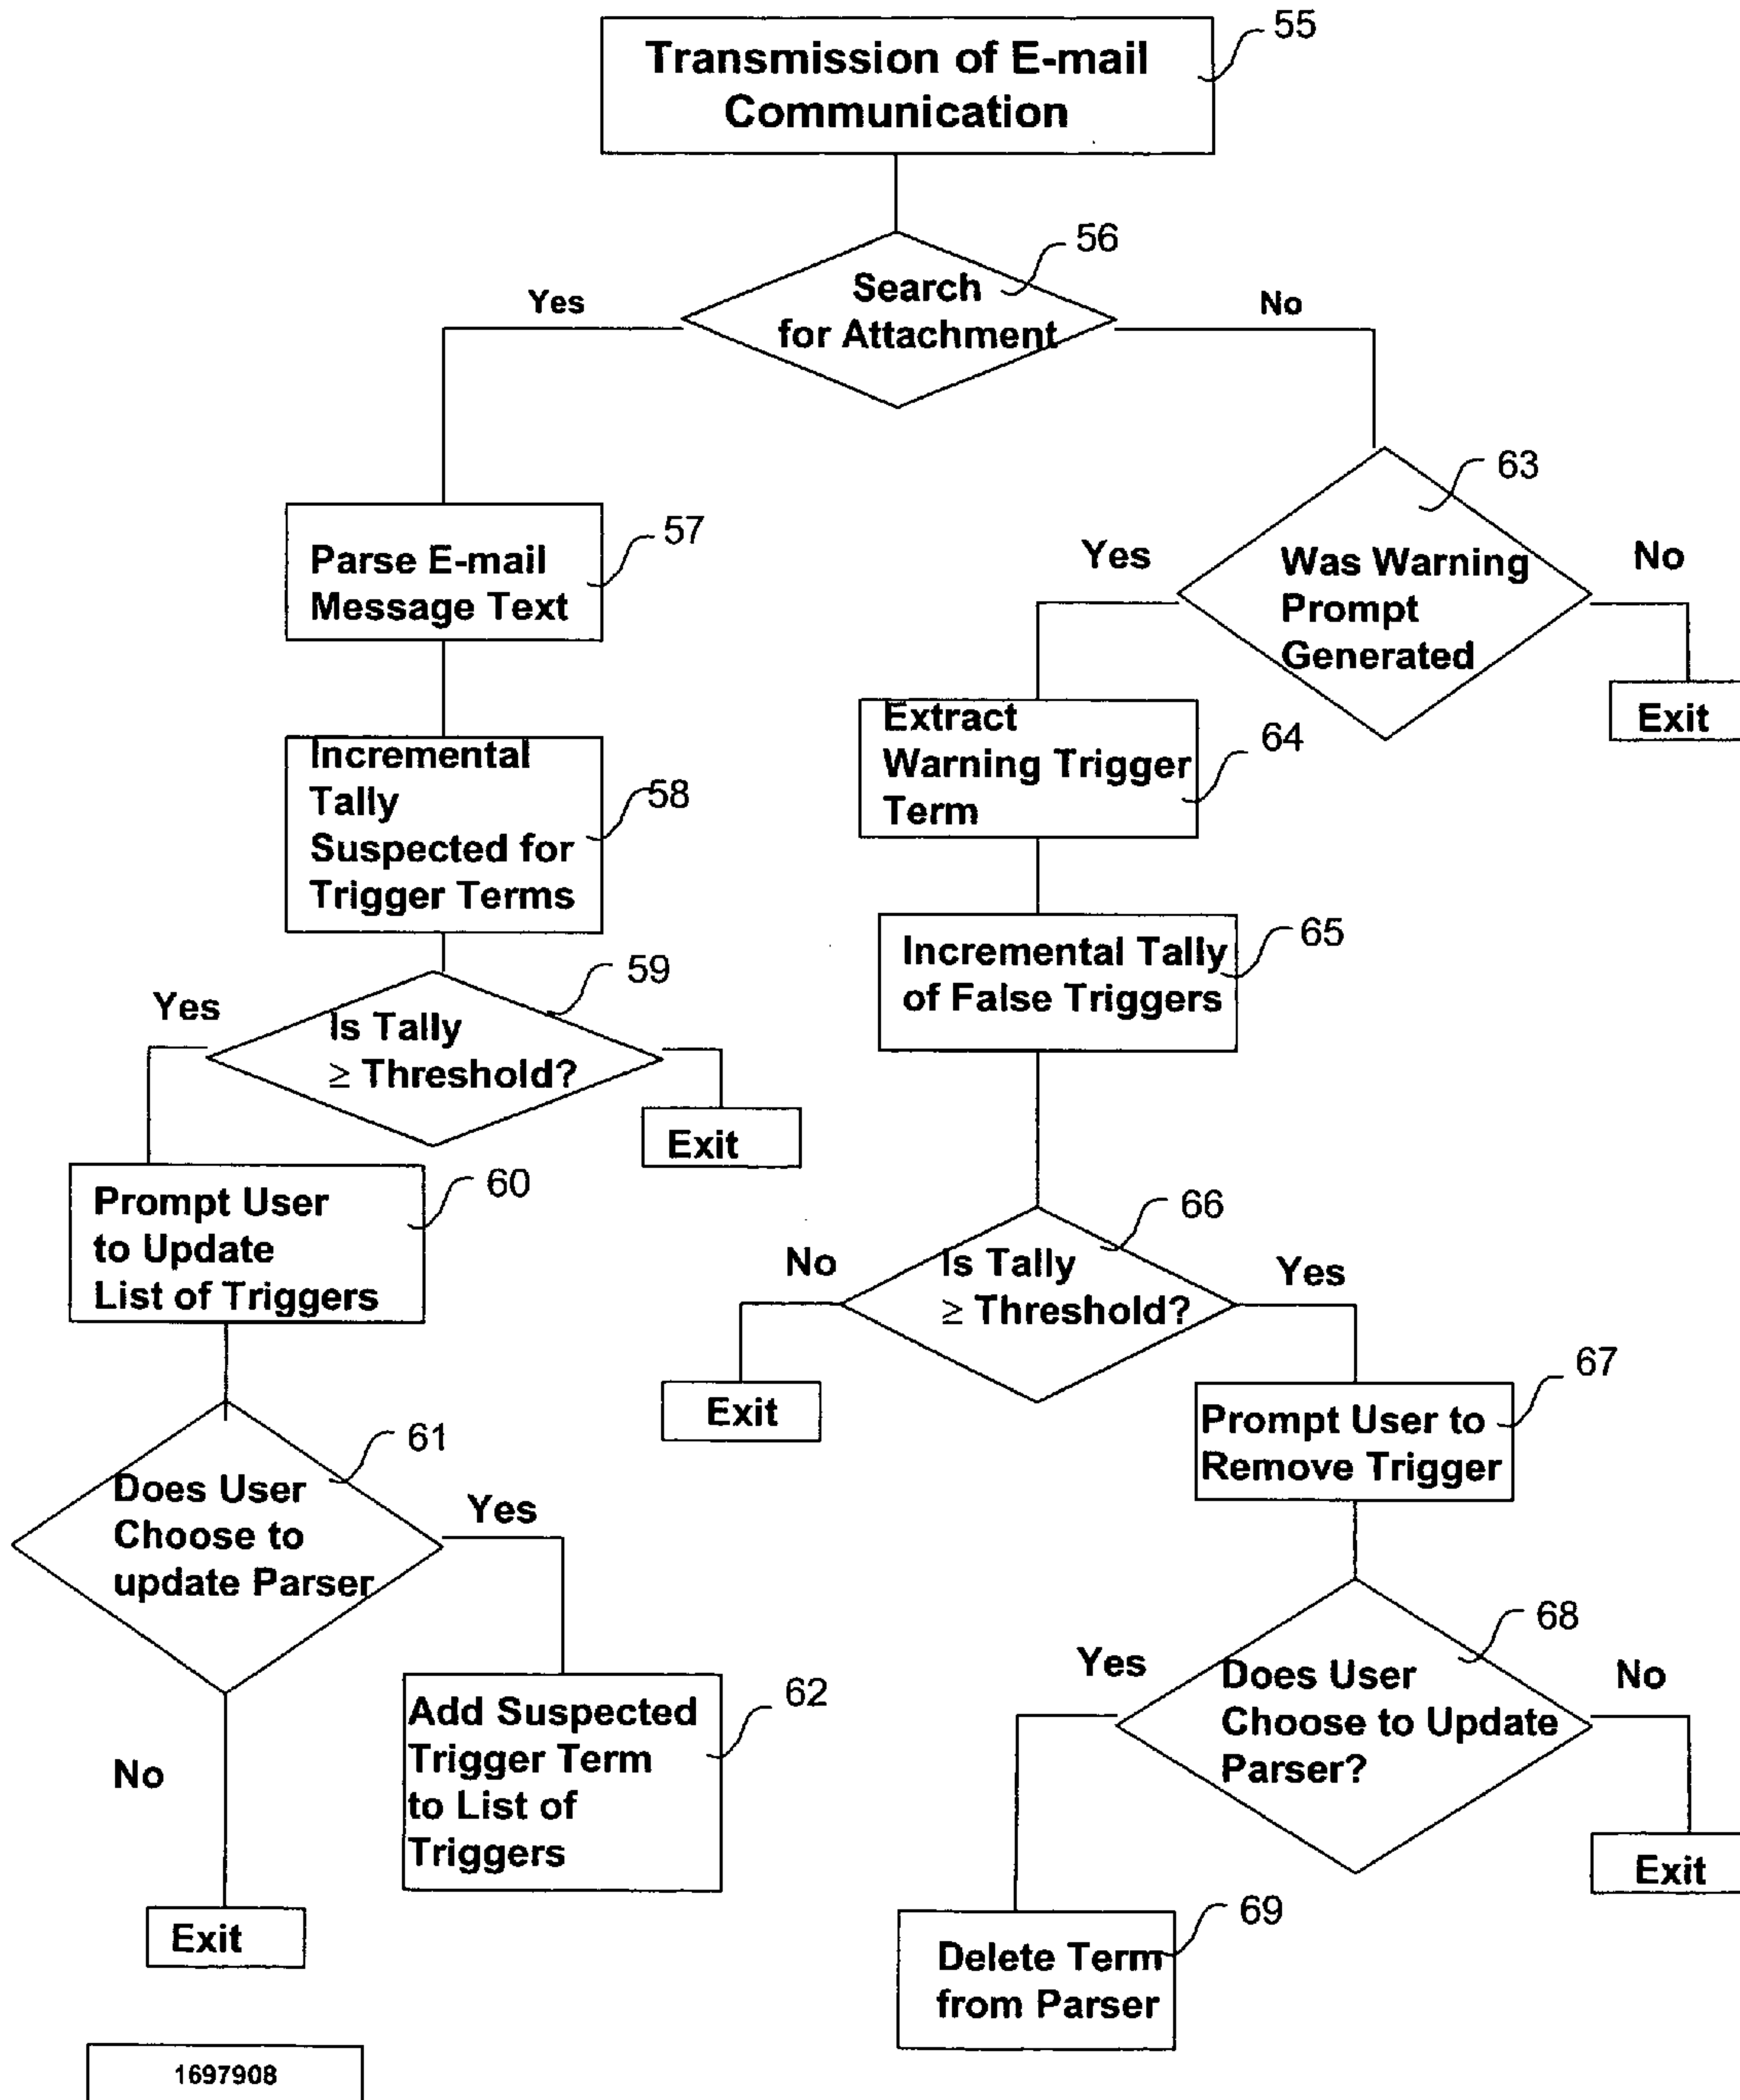 Transmission of E-mail
Communication
55
56
Search
for Attachment
Yes
No
63
Was Warning
Prompt
Generated
Yes
No
Exit
57
Parse E-mail
Message Text
Incremental
Tally
Suspected for
Trigger Terms
58
Extract
Warning Trigger
Term
64
Incremental Tally
of False Triggers
65
59
Yes
Is Tally
≥ Threshold?
Exit
Prompt User
to Update
List of Triggers
60
66
No
Is Tally
≥ Threshold?
Yes
Exit
67
Prompt User to
Remove Trigger
61
Does User
Choose to
update Parser
Yes
No
Exit
Add Suspected
Trigger Term
to List of
Triggers
62
68
Yes
Does User
Choose to Update
Parser?
No
Exit
69
Delete Term
from Parser
1697908